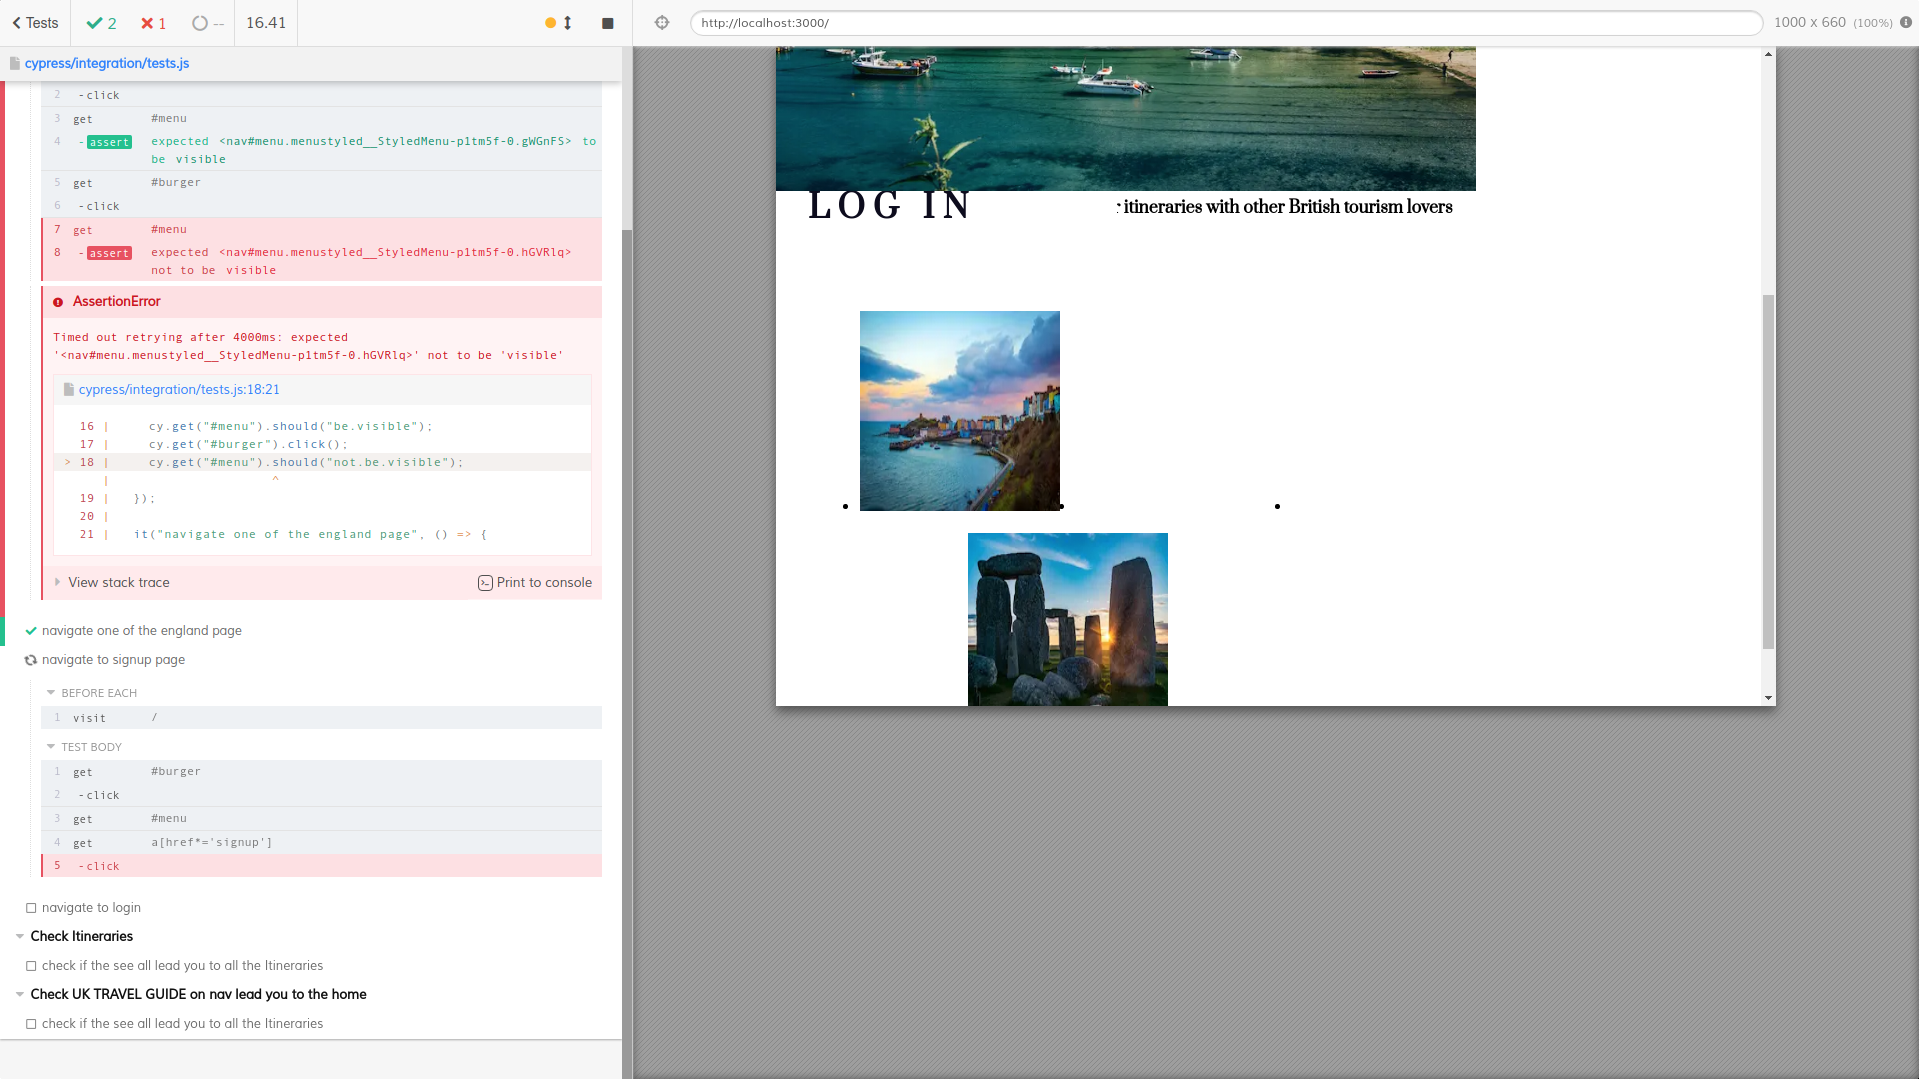 Tests
2
1
--
16.41
http://localhost:3000/
1000 x 660 (100%)
cypress/integration/tests.js
2 -click
3 get #menu
4 -assert expected <nav#menu.menustyled__StyledMenu-p1tm5f-0.gWGnFS> to
be visible
5 get #burger
6 -click
7 get #menu
8 -assert expected <nav#menu.menustyled__StyledMenu-p1tm5f-0.hGVRlq>
not to be visible
AssertionError
Timed out retrying after 4000ms: expected
'<nav#menu.menustyled__StyledMenu-p1tm5f-0.hGVRlq>' not to be 'visible'
cypress/integration/tests.js:18:21
16 | cy.get("#menu").should("be.visible");
17 | cy.get("#burger").click();
> 18 | cy.get("#menu").should("not.be.visible");
| ^
19 | });
20 |
21 | it("navigate one of the england page", () => {
View stack trace
Print to console
navigate one of the england page
navigate to signup page
BEFORE EACH
1 visit /
TEST BODY
1 get #burger
2 -click
3 get #menu
4 get a[href*='signup']
5 -click
navigate to login
Check Itineraries
check if the see all lead you to all the Itineraries
Check UK TRAVEL GUIDE on nav lead you to the home
check if the see all lead you to all the Itineraries
LOG IN
itineraries with other British tourism lovers